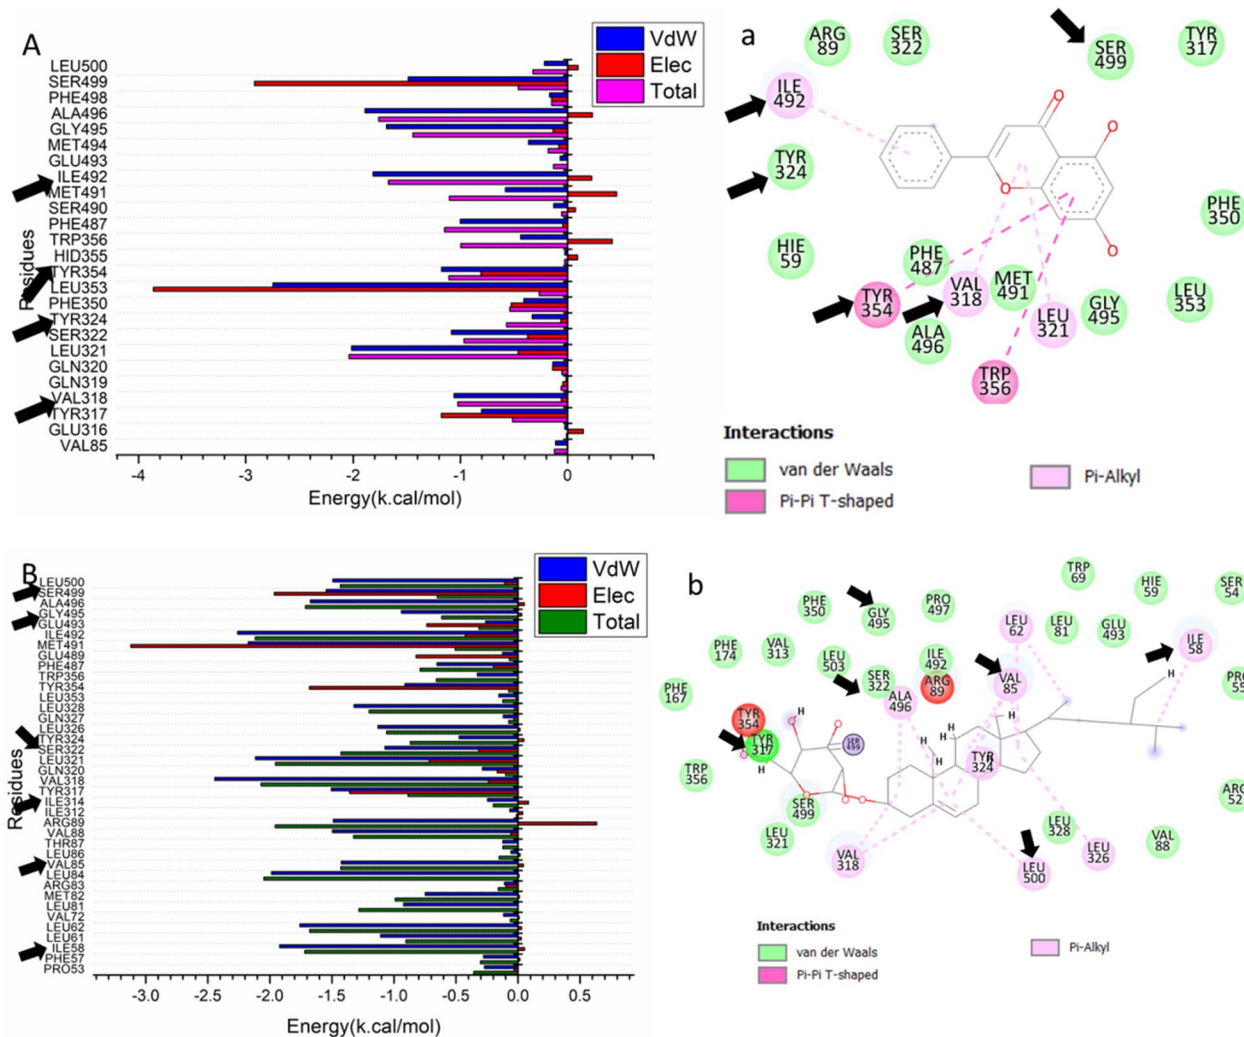 A
VdW
Elec
Total
LEU500
SER499
PHE498
ALA496
GLY495
MET494
GLU493
ILE492
MET491
SER490
PHE487
TRP356
HID355
TYR354
LEU353
PHE350
TYR324
SER322
LEU321
GLN320
GLN319
VAL318
TYR317
GLU316
VAL85
Residues
-4 -3 -2 -1 0
Energy(k.cal/mol)
a
ARG 89
SER 322
SER 499
TYR 317
ILE 492
TYR 324
O
O
O
O
PHE 350
HIE 59
PHE 487
MET 491
VAL 318
TYR 354
LEU 353
GLY 495
LEU 321
ALA 496
TRP 356
Interactions
van der Waals
Pi-Pi T-shaped
Pi-Alkyl
B
VdW
Elec
Total
LEU500
SER499
ALA496
GLY495
GLU493
ILE492
MET491
GLU489
PHE487
TRP356
TYR354
LEU353
LEU328
GLN327
LEU326
TYR324
SER322
LEU321
GLN320
VAL318
TYR317
ILE314
ILE312
ARG89
VAL88
THR87
LEU86
VAL85
LEU84
ARG83
MET82
LEU81
VAL72
LEU62
LEU61
ILE58
PHE57
PRO53
Residues
-3.0 -2.5 -2.0 -1.5 -1.0 -0.5 0.0 0.5
Energy(k.cal/mol)
b
TRP 69
HIE 59
SER 54
PHE 350
GLY 495
PRO 497
LEU 62
LEU 81
GLU 493
ILE 58
PHE 174
VAL 313
LEU 503
ILE 492
SER 322
ARG 89
VAL 85
PRO 55
PHE 167
ALA 496
TYR 354
TYR 317
SER 499
TYR 324
H
H
H
H
H
H
H
O
O
O
O
TRP 356
SER 499
ARG 52
LEU 321
VAL 318
LEU 328
LEU 326
VAL 88
LEU 500
Interactions
van der Waals
Pi-Pi T-shaped
Pi-Alkyl